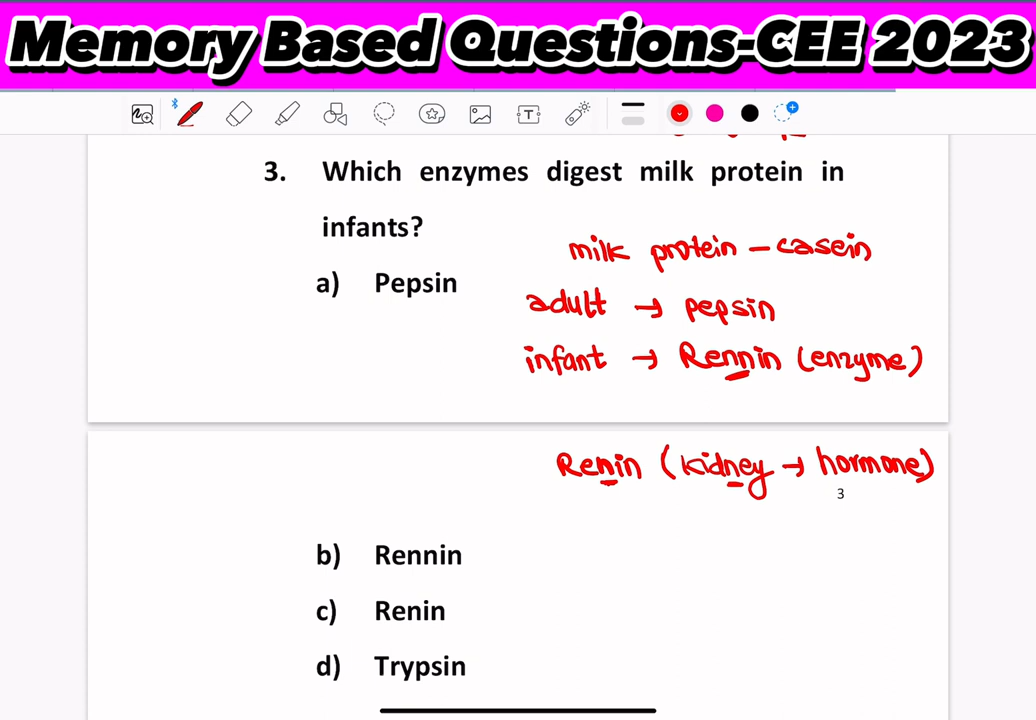 Memory Based Questions-CEE 2023
3. Which enzymes digest milk protein in
infants?
milk protein – casein
a) Pepsin
adult → pepsin
infant → Rennin (enzyme)
Renin (kidney → hormone)
3
b) Rennin
c) Renin
d) Trypsin